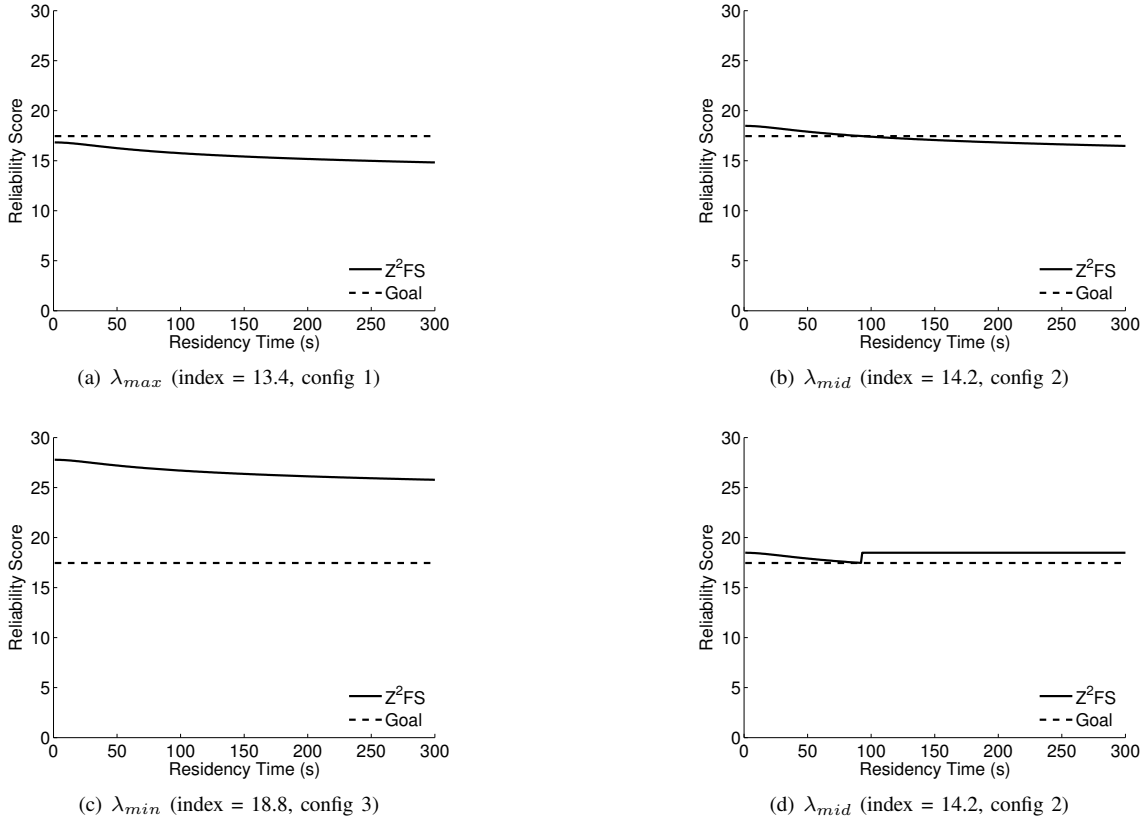 30
25
20
15
10
5
0
Reliability Score
0 50 100 150 200 250 300
Residency Time (s)
Z²FS
Goal
(a) λmax (index = 13.4, config 1)
30
25
20
15
10
5
0
Reliability Score
0 50 100 150 200 250 300
Residency Time (s)
Z²FS
Goal
(b) λmid (index = 14.2, config 2)
30
25
20
15
10
5
0
Reliability Score
0 50 100 150 200 250 300
Residency Time (s)
Z²FS
Goal
(c) λmin (index = 18.8, config 3)
30
25
20
15
10
5
0
Reliability Score
0 50 100 150 200 250 300
Residency Time (s)
Z²FS
Goal
(d) λmid (index = 14.2, config 2)